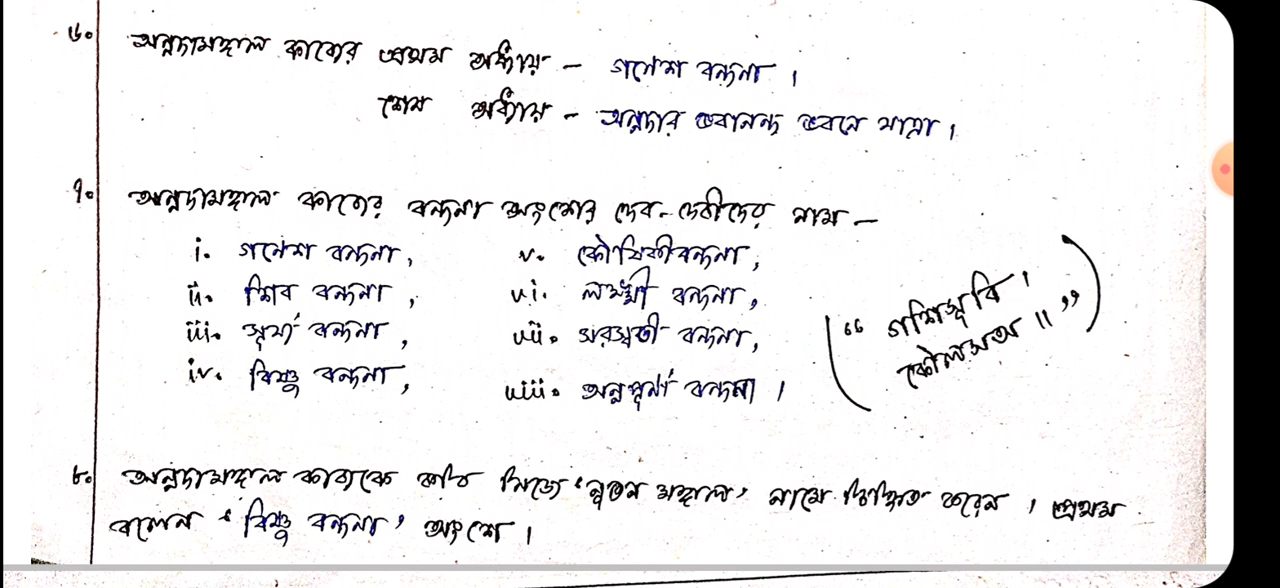 ৬। অন্নদামঙ্গল কাব্যের প্রথম অধ্যায় – গণেশ বন্দনা।
শেষ অধ্যায় – অন্নদার ভবানন্দ ভবনে যাত্রা।
৭। অন্নদামঙ্গল কাব্যের বন্দনা অংশের দেব-দেবীদের নাম –
i. গণেশ বন্দনা,
ii. শিব বন্দনা,
iii. সূর্য বন্দনা,
iv. বিষ্ণু বন্দনা,
v. কৌষিকীবন্দনা,
vi. লক্ষ্মী বন্দনা,
vii. সরস্বতী বন্দনা,
viii. অন্নপূর্ণা বন্দনা।
(“গশিসূবি।
কৌলসঅ॥”)
৮। অন্নদামঙ্গল কাব্যকে কবি নিজে ‘নূতন মঙ্গল’ নামে চিহ্নিত করেন। প্রথম
বলেন ‘বিষ্ণু বন্দনা’ অংশে।